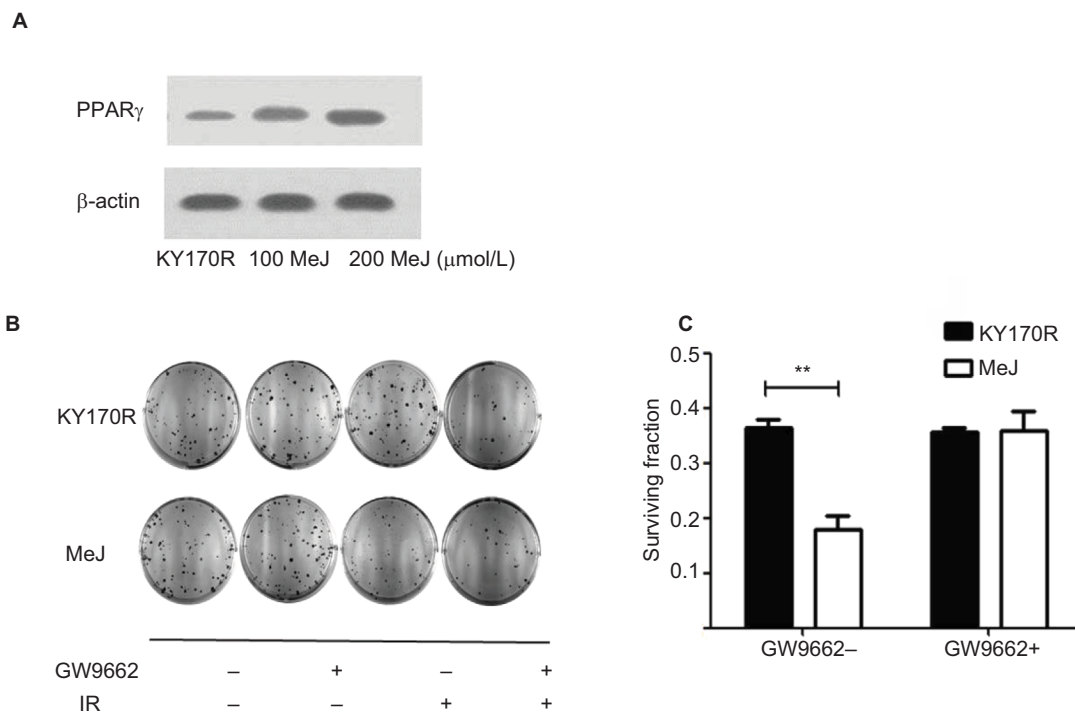 A
PPARγ
β-actin
KY170R 100 MeJ 200 MeJ (μmol/L)
B
KY170R
MeJ
GW9662 – + – +
IR – – + +
C
KY170R
MeJ
**
0.5
0.4
0.3
0.2
0.1
Surviving fraction
GW9662– GW9662+